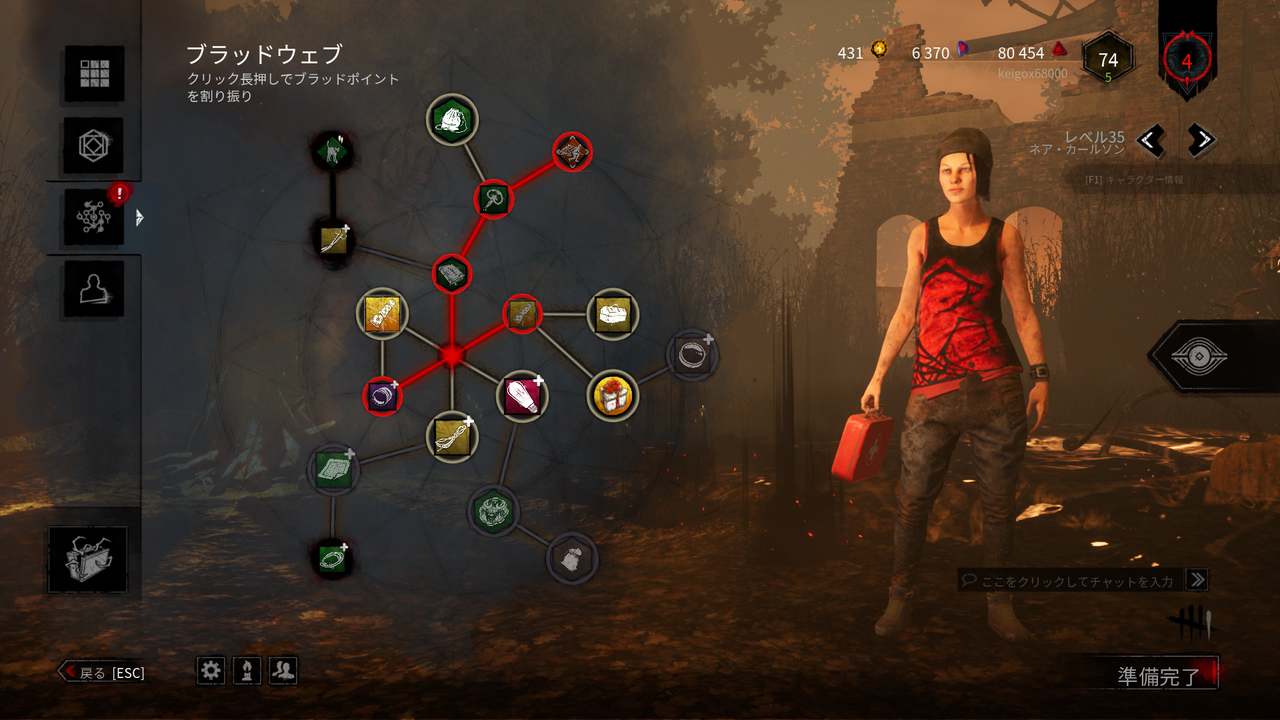 ブラッドウェブ
クリック長押しでブラッドポイント
を割り振り
431
6 370
80 454
keigox68000
74
5
4
レベル35
ネア・カールソン
[F1] キャラクター情報
!
ここをクリックしてチャットを入力
戻る [ESC]
準備完了